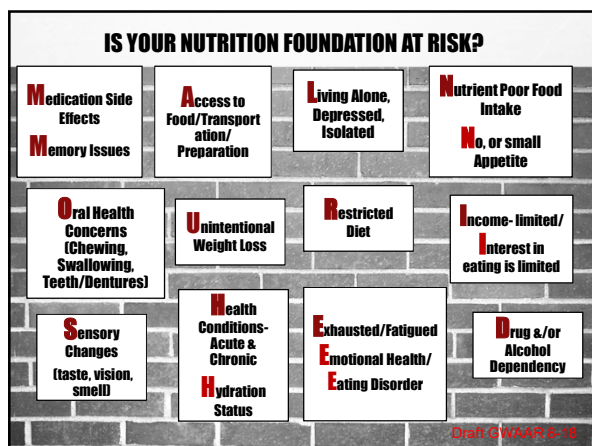 IS YOUR NUTRITION FOUNDATION AT RISK?
Medication Side
Effects
Memory Issues
Access to
Food/Transport
ation/
Preparation
Living Alone,
Depressed,
Isolated
Nutrient Poor Food
Intake
No, or small
Appetite
Oral Health
Concerns
(Chewing,
Swallowing,
Teeth/Dentures)
Unintentional
Weight Loss
Restricted
Diet
Income- limited/
Interest in
eating is limited
Sensory
Changes
(taste, vision,
smell)
Health
Conditions-
Acute &
Chronic
Hydration
Status
Exhausted/Fatigued
Emotional Health/
Eating Disorder
Drug &/or
Alcohol
Dependency
Draft GWAAR 6-18